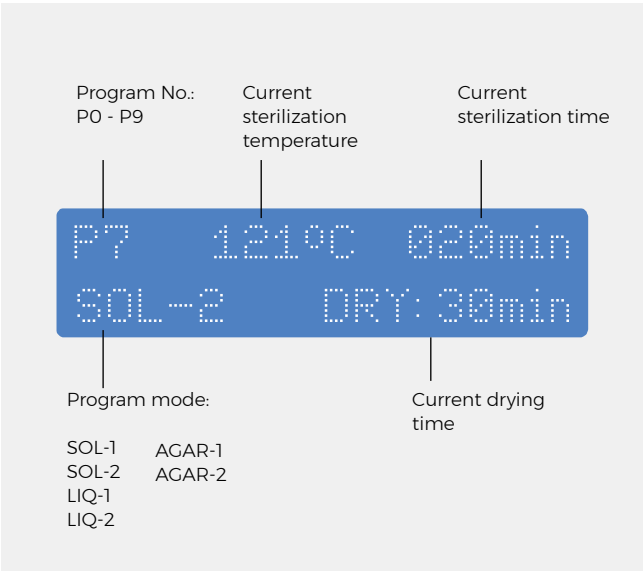 Program No.:
P0 - P9
Current
sterilization
temperature
Current
sterilization time
P7 121ºC 020min
SOL-2 DRY: 30min
Program mode:
SOL-1 AGAR-1
SOL-2 AGAR-2
LIQ-1
LIQ-2
Current drying
time